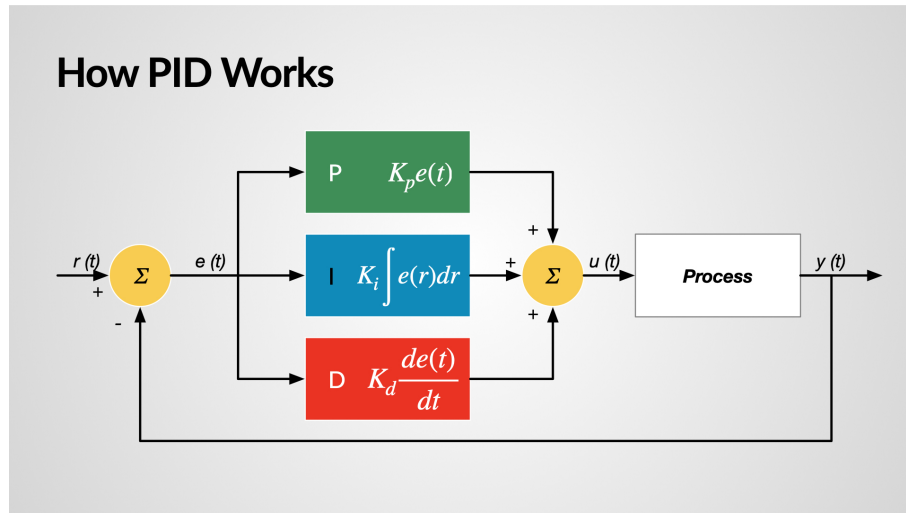 How PID Works
P K_p e(t)
+
r (t) Σ e (t) I K_i ∫ e(r)dr + Σ u (t) Process y (t)
+
-
+
D K_d de(t)/dt